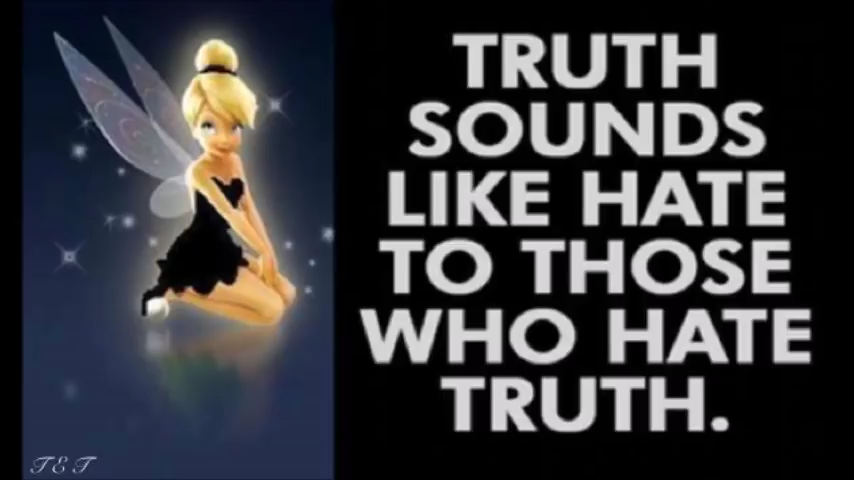 TRUTH
SOUNDS
LIKE HATE
TO THOSE
WHO HATE
TRUTH.
T&T